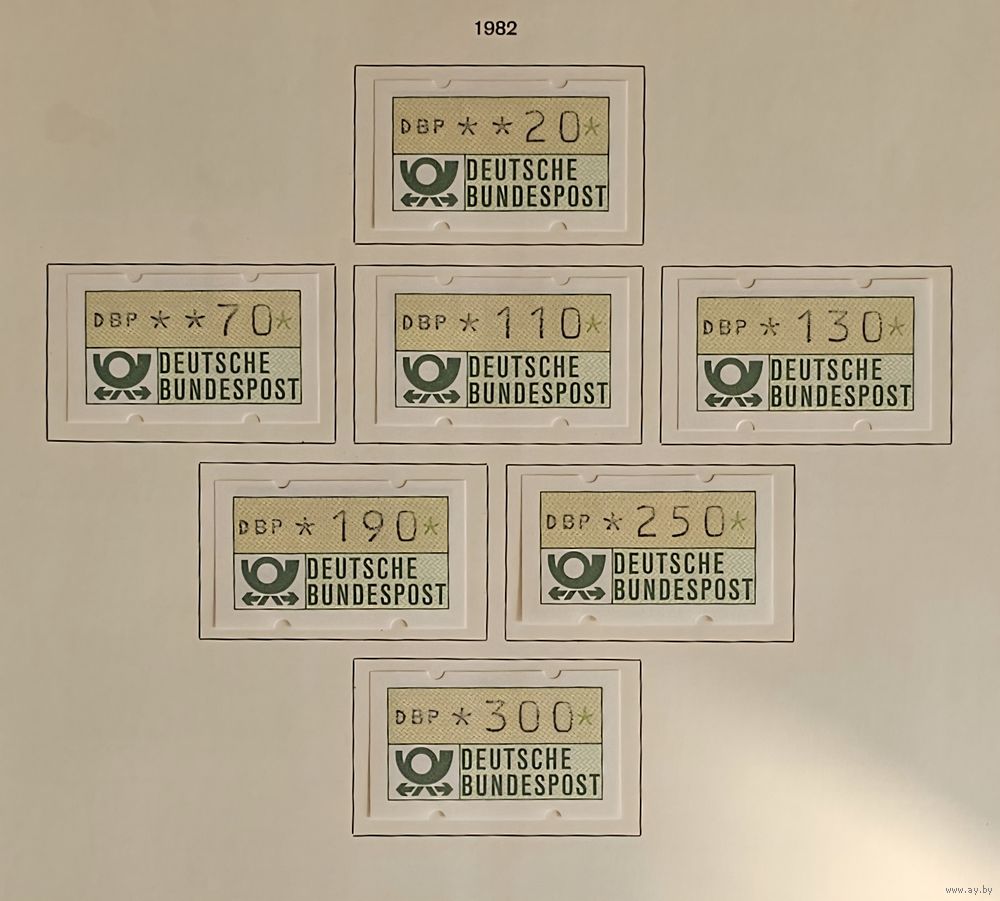 1982
DBP **20*
DEUTSCHE
BUNDESPOST
DBP **70*
DEUTSCHE
BUNDESPOST
DBP *110*
DEUTSCHE
BUNDESPOST
DBP *130*
DEUTSCHE
BUNDESPOST
DBP *190*
DEUTSCHE
BUNDESPOST
DBP *250*
DEUTSCHE
BUNDESPOST
DBP *300*
DEUTSCHE
BUNDESPOST
www.ay.by